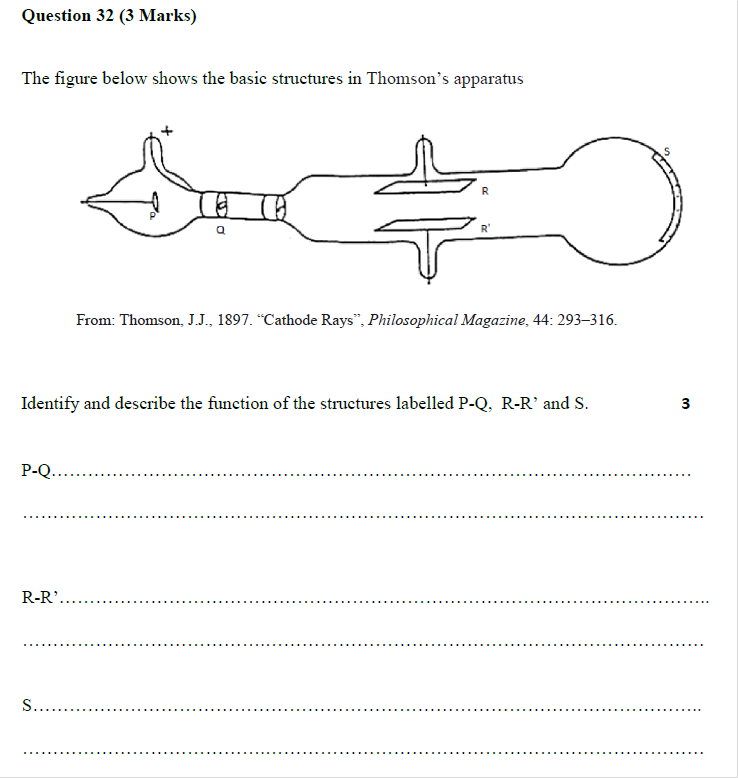 Question 32 (3 Marks)
The figure below shows the basic structures in Thomson's apparatus
+
S
R
P
Q
R'
From: Thomson, J.J., 1897. “Cathode Rays”, Philosophical Magazine, 44: 293–316.
Identify and describe the function of the structures labelled P-Q, R-R’ and S. 3
P-Q……………………………………………………………………………………………
……………………………………………………………………………………………………
R-R’……………………………………………………………………………………………..
……………………………………………………………………………………………………
S………………………………………………………………………………………………..
……………………………………………………………………………………………………